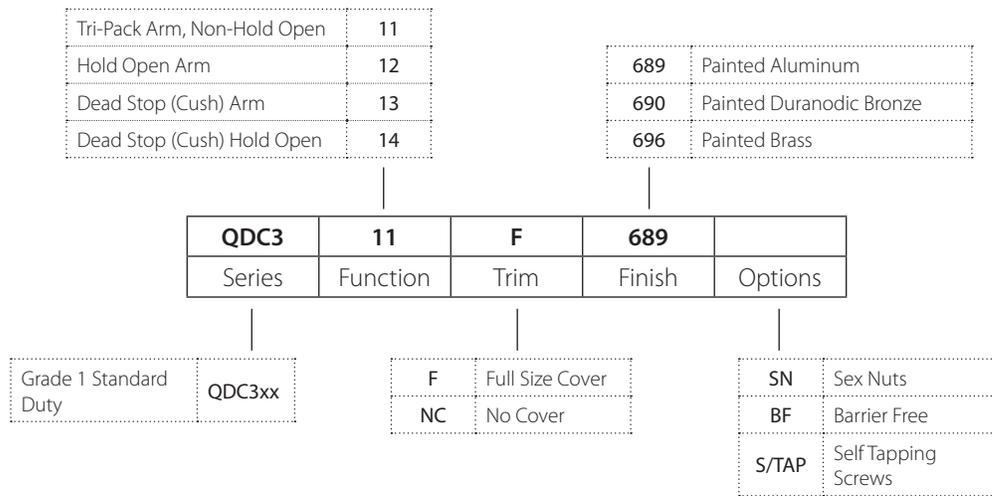 Tri-Pack Arm, Non-Hold Open 11
Hold Open Arm 12
Dead Stop (Cush) Arm 13
Dead Stop (Cush) Hold Open 14
689 Painted Aluminum
690 Painted Duranodic Bronze
696 Painted Brass
QDC3 11 F 689
Series Function Trim Finish Options
Grade 1 Standard
Duty
QDC3xx
F Full Size Cover
NC No Cover
SN Sex Nuts
BF Barrier Free
S/TAP
Self Tapping
Screws